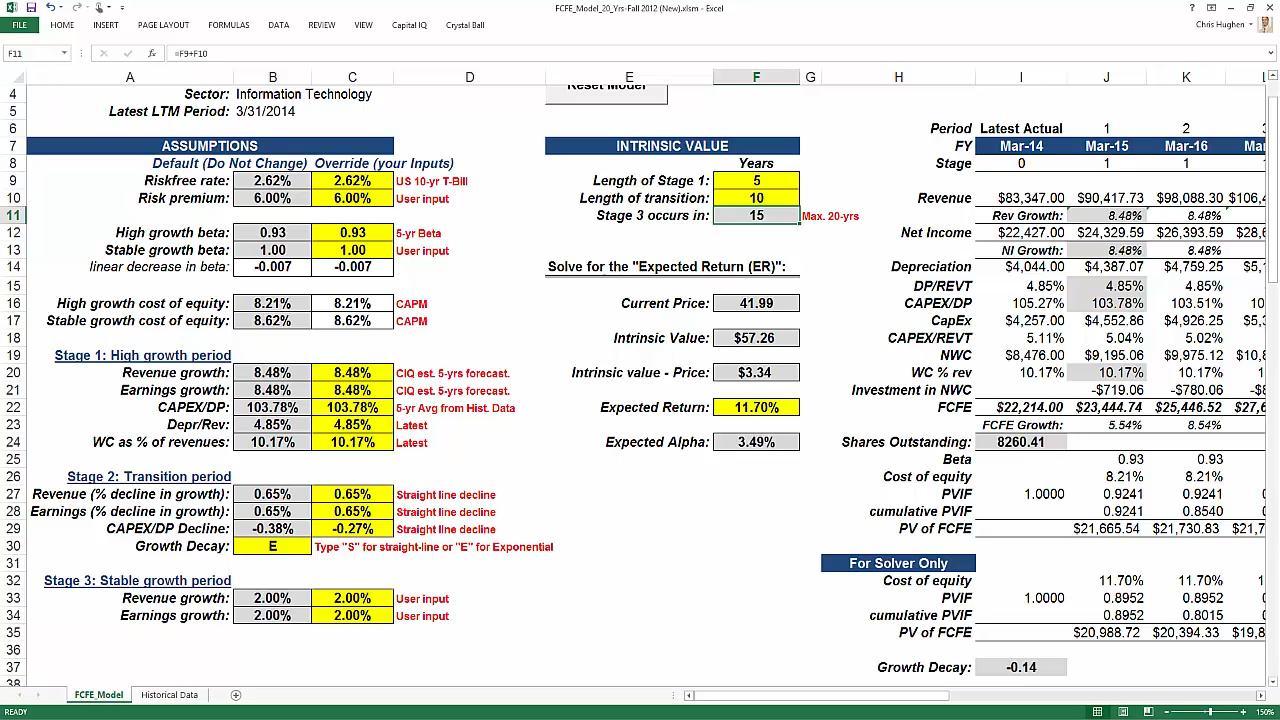 FCFE_Model_20_Yrs-Fall 2012 (New).xlsm - Excel
FILE HOME INSERT PAGE LAYOUT FORMULAS DATA REVIEW VIEW Capital IQ Crystal Ball Chris Hughen
F11 fx =F9+F10
A B C D E F G H I J K L
4 Sector: Information Technology Reset Model
5 Latest LTM Period: 3/31/2014
6 Period Latest Actual 1 2 3
7 ASSUMPTIONS INTRINSIC VALUE FY Mar-14 Mar-15 Mar-16
8 Default (Do Not Change) Override (your Inputs) Years Stage 0 1 1
9 Riskfree rate: 2.62% 2.62% US 10-yr T-Bill Length of Stage 1: 5
10 Risk premium: 6.00% 6.00% User input Length of transition: 10 Revenue $83,347.00 $90,417.73 $98,088.30
11 Stage 3 occurs in: 15 Max. 20-yrs Rev Growth: 8.48% 8.48%
12 High growth beta: 0.93 0.93 5-yr Beta Net Income $22,427.00 $24,329.59 $26,393.59
13 Stable growth beta: 1.00 1.00 User input NI Growth: 8.48% 8.48%
14 linear decrease in beta: -0.007 -0.007 Solve for the "Expected Return (ER)": Depreciation $4,044.00 $4,387.07 $4,759.25
15 DP/REVT 4.85% 4.85% 4.85%
16 High growth cost of equity: 8.21% 8.21% CAPM Current Price: 41.99 CAPEX/DP 105.27% 103.78% 103.51%
17 Stable growth cost of equity: 8.62% 8.62% CAPM CapEx $4,257.00 $4,552.86 $4,926.25
18 Intrinsic Value: $57.26 CAPEX/REVT 5.11% 5.04% 5.02%
19 Stage 1: High growth period NWC $8,476.00 $9,195.06 $9,975.12
20 Revenue growth: 8.48% 8.48% CIQ est. 5-yrs forecast. Intrinsic value - Price: $3.34 WC % rev 10.17% 10.17% 10.17%
21 Earnings growth: 8.48% 8.48% CIQ est. 5-yrs forecast. Investment in NWC -$719.06 -$780.06
22 CAPEX/DP: 103.78% 103.78% 5-yr Avg from Hist. Data Expected Return: 11.70% FCFE $22,214.00 $23,444.74 $25,446.52
23 Depr/Rev: 4.85% 4.85% Latest FCFE Growth: 5.54% 8.54%
24 WC as % of revenues: 10.17% 10.17% Latest Expected Alpha: 3.49% Shares Outstanding: 8260.41
25 Beta 0.93 0.93
26 Stage 2: Transition period Cost of equity 8.21% 8.21%
27 Revenue (% decline in growth): 0.65% 0.65% Straight line decline PVIF 1.0000 0.9241 0.9241
28 Earnings (% decline in growth): 0.65% 0.65% Straight line decline cumulative PVIF 0.9241 0.8540
29 CAPEX/DP Decline: -0.38% -0.27% Straight line decline PV of FCFE $21,665.54 $21,730.83
30 Growth Decay: E Type "S" for straight-line or "E" for Exponential
31 For Solver Only
32 Stage 3: Stable growth period Cost of equity 11.70% 11.70%
33 Revenue growth: 2.00% 2.00% User input PVIF 1.0000 0.8952 0.8952
34 Earnings growth: 2.00% 2.00% User input cumulative PVIF 0.8952 0.8015
35 PV of FCFE $20,988.72 $20,394.33
36
37 Growth Decay: -0.14
38
FCFE_Model Historical Data
READY 150%